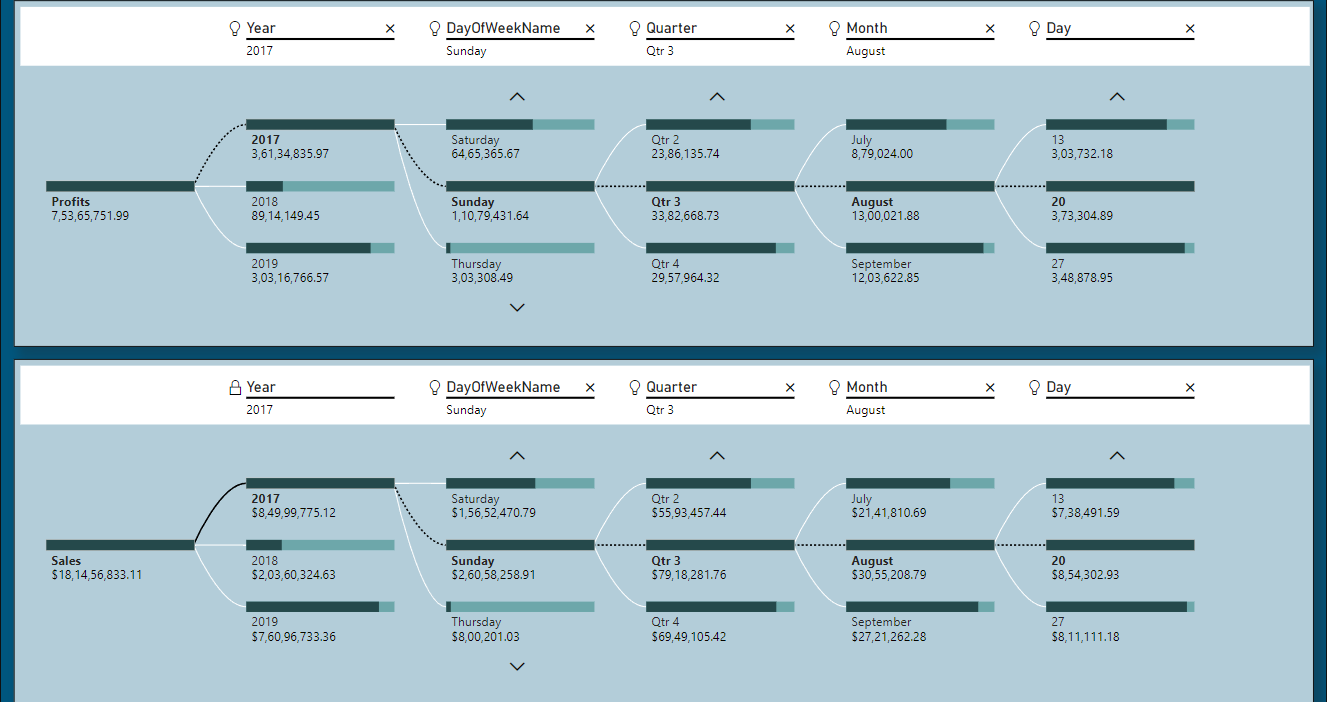 Year × DayOfWeekName × Quarter × Month × Day ×
2017 Sunday Qtr 3 August
2017 Saturday Qtr 2 July 13
3,61,34,835.97 64,65,365.67 23,86,135.74 8,79,024.00 3,03,732.18
Profits 2018 Sunday Qtr 3 August 20
7,53,65,751.99 89,14,149.45 1,10,79,431.64 33,82,668.73 13,00,021.88 3,73,304.89
2019 Thursday Qtr 4 September 27
3,03,16,766.57 3,03,308.49 29,57,964.32 12,03,622.85 3,48,878.95
Year DayOfWeekName × Quarter × Month × Day ×
2017 Sunday Qtr 3 August
2017 Saturday Qtr 2 July 13
$8,49,99,775.12 $1,56,52,470.79 $55,93,457.44 $21,41,810.69 $7,38,491.59
Sales 2018 Sunday Qtr 3 August 20
$18,14,56,833.11 $2,03,60,324.63 $2,60,58,258.91 $79,18,281.76 $30,55,208.79 $8,54,302.93
2019 Thursday Qtr 4 September 27
$7,60,96,733.36 $8,00,201.03 $69,49,105.42 $27,21,262.28 $8,11,111.18